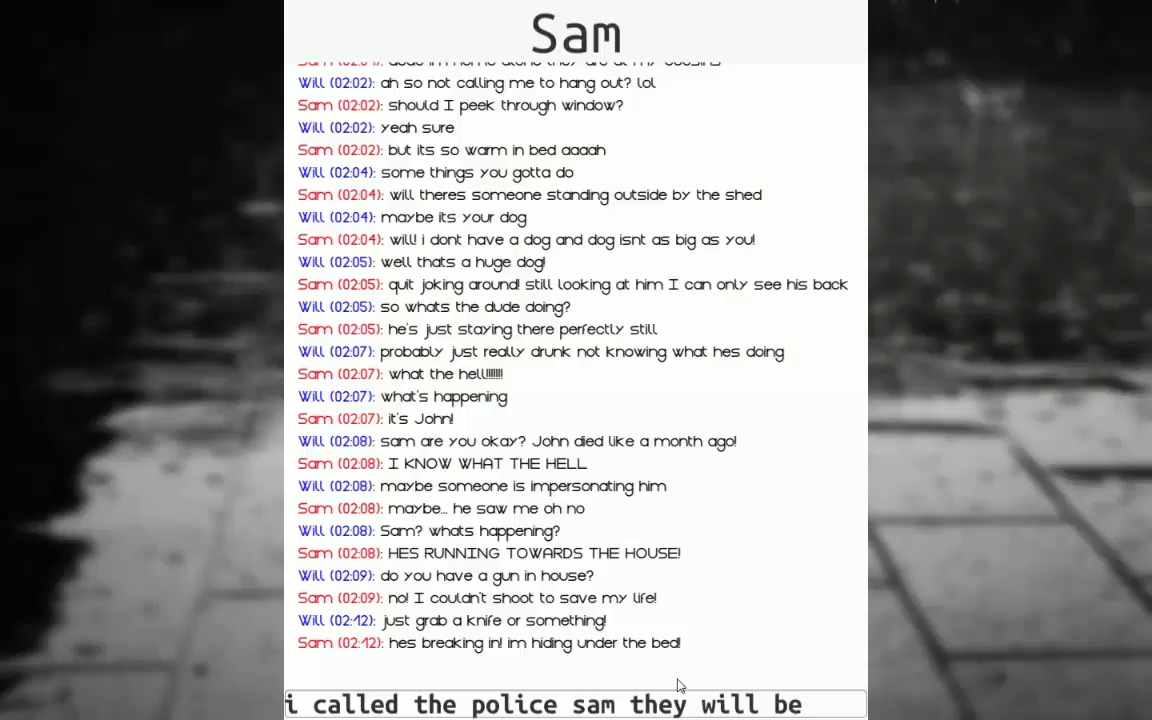 Sam
Will (02:02): ah so not calling me to hang out? lol
Sam (02:02): should I peek through window?
Will (02:02): yeah sure
Sam (02:02): but its so warm in bed aaaah
Will (02:04): some things you gotta do
Sam (02:04): will theres someone standing outside by the shed
Will (02:04): maybe its your dog
Sam (02:04): will! i dont have a dog and dog isnt as big as you!
Will (02:05): well thats a huge dog!
Sam (02:05): quit joking around! still looking at him I can only see his back
Will (02:05): so whats the dude doing?
Sam (02:05): he's just staying there perfectly still
Will (02:07): probably just really drunk not knowing what hes doing
Sam (02:07): what the hell!!!!!!!
Will (02:07): what's happening
Sam (02:07): it's John!
Will (02:08): sam are you okay? John died like a month ago!
Sam (02:08): I KNOW WHAT THE HELL
Will (02:08): maybe someone is impersonating him
Sam (02:08): maybe... he saw me oh no
Will (02:08): Sam? whats happening?
Sam (02:08): HES RUNNING TOWARDS THE HOUSE!
Will (02:09): do you have a gun in house?
Sam (02:09): no! I couldn't shoot to save my life!
Will (02:12): just grab a knife or something!
Sam (02:12): hes breaking in! im hiding under the bed!
i called the police sam they will be